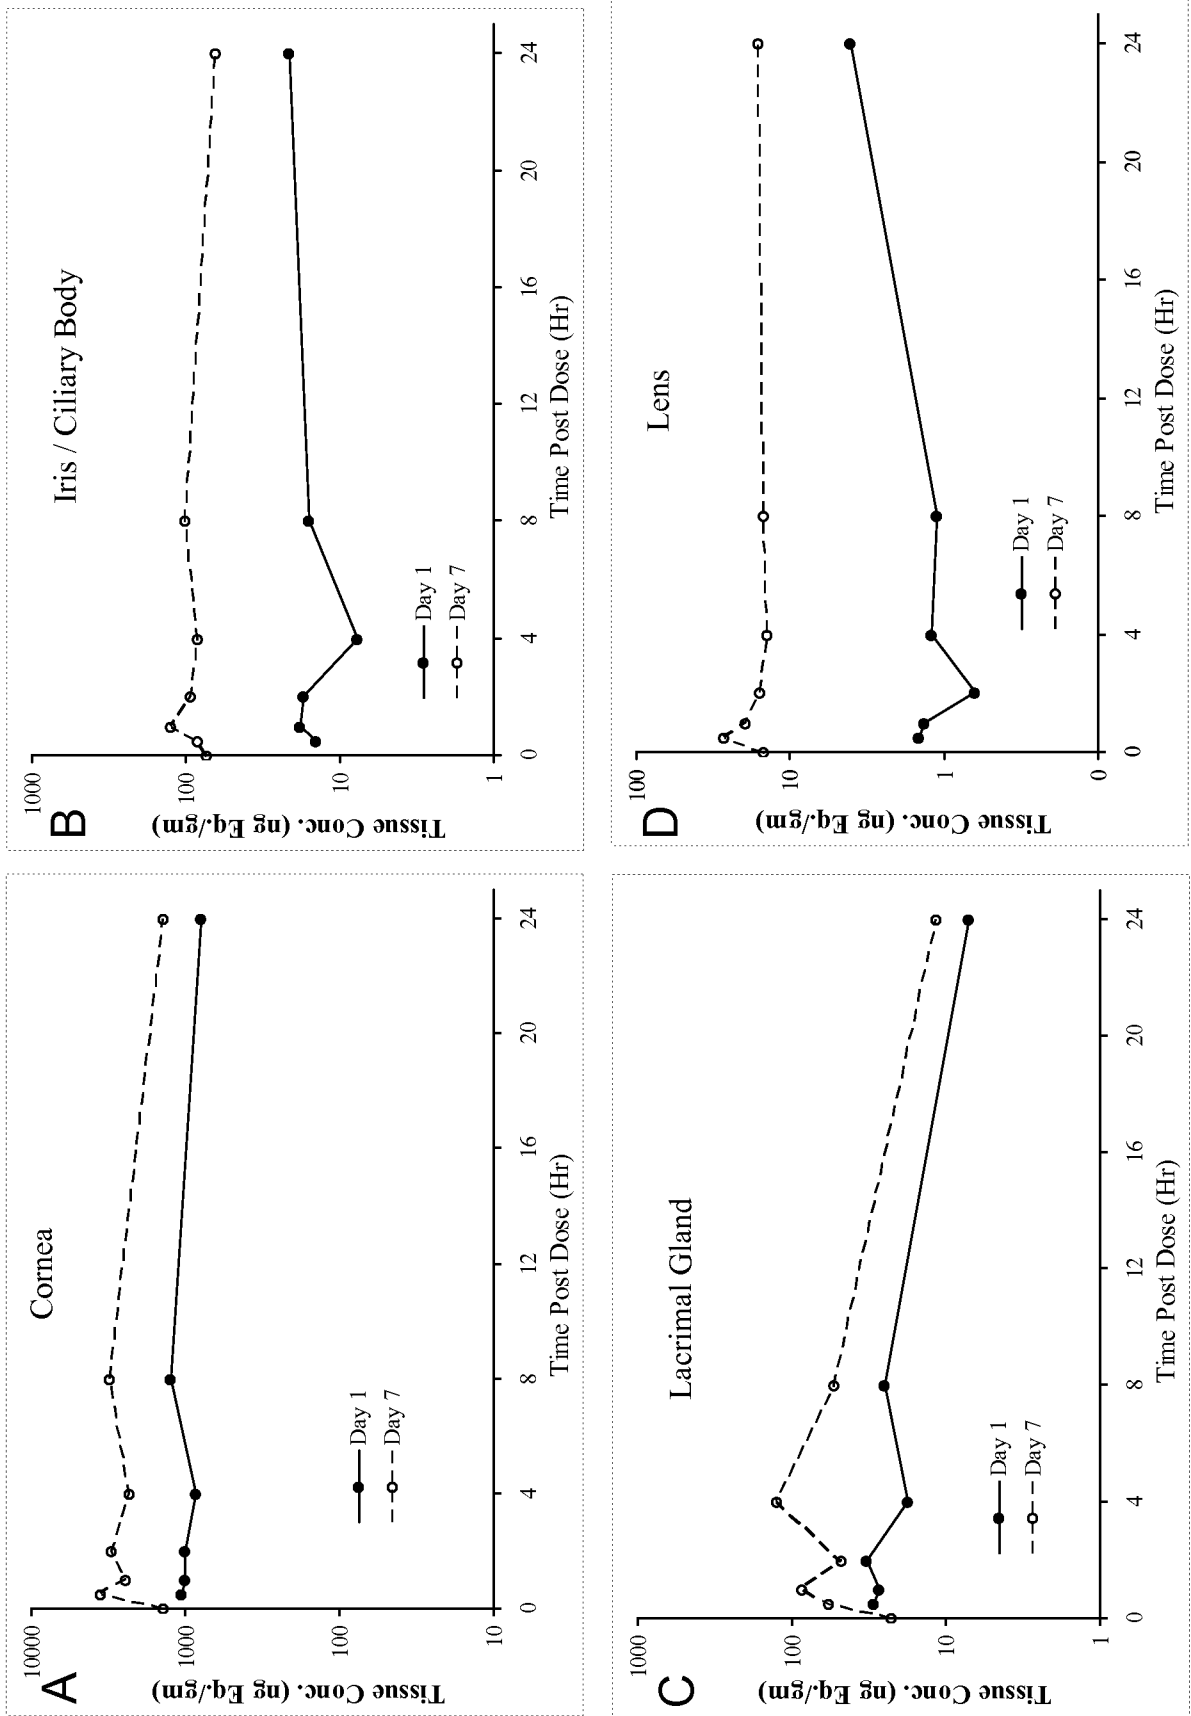 A
Cornea
Tissue Conc. (ng Eq./gm)
10000
1000
100
10
0 4 8 12 16 20 24
Time Post Dose (Hr)
Day 1
Day 7
B
Iris / Ciliary Body
Tissue Conc. (ng Eq./gm)
1000
100
10
1
0 4 8 12 16 20 24
Time Post Dose (Hr)
Day 1
Day 7
C
Lacrimal Gland
Tissue Conc. (ng Eq./gm)
1000
100
10
1
0 4 8 12 16 20 24
Time Post Dose (Hr)
Day 1
Day 7
D
Lens
Tissue Conc. (ng Eq./gm)
100
10
1
0
0 4 8 12 16 20 24
Time Post Dose (Hr)
Day 1
Day 7